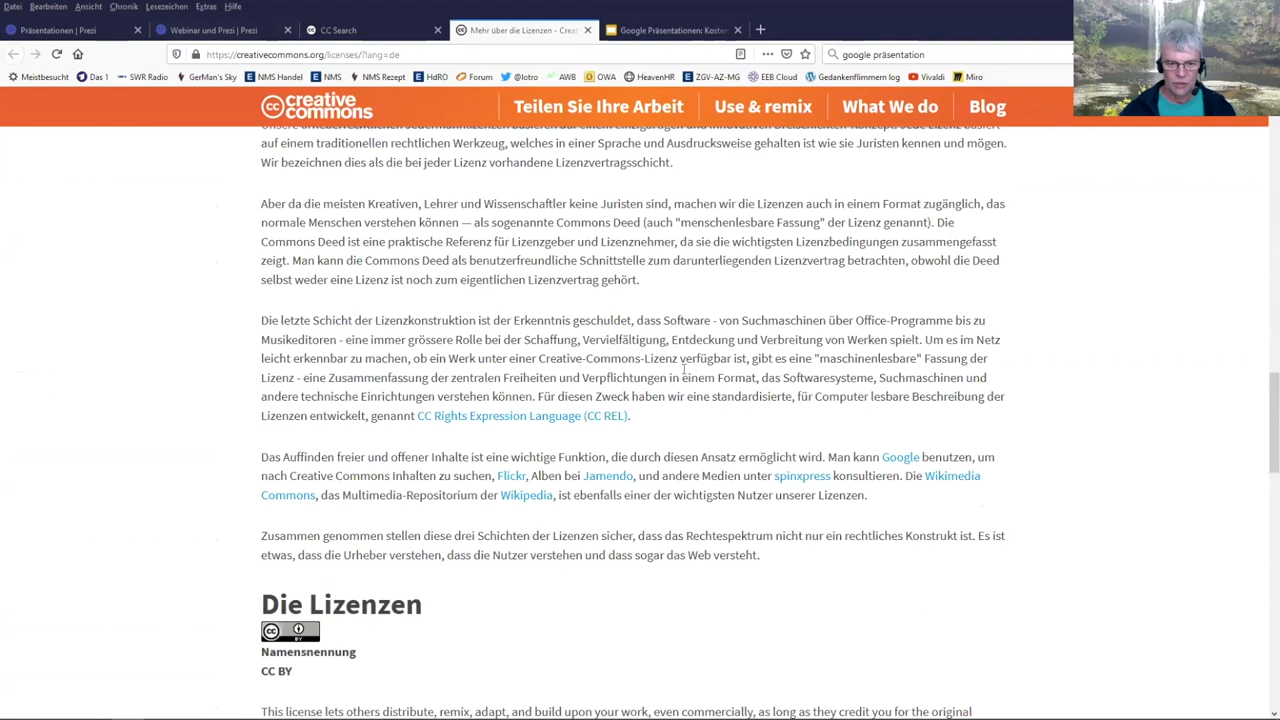 Datei Bearbeiten Ansicht Chronik Lesezeichen Extras Hilfe
Präsentationen | Prezi
Webinar und Prezi | Prezi
CC Search
Mehr über die Lizenzen - Crea
Google Präsentationen: Kosten
https://creativecommons.org/licenses/?lang=de
google präsentation
Meistbesucht Das 1 SWR Radio GerMan's Sky NMS Handel NMS NMS Rezept HdRO Forum @lotro AWB OWA HeavenHR ZGV-AZ-MG EEB Cloud Gedankenflimmern log Vivaldi Miro
creative commons
Teilen Sie Ihre Arbeit
Use & remix
What We do
Blog
auf einem traditionellen rechtlichen Werkzeug, welches in einer Sprache und Ausdrucksweise gehalten ist wie sie Juristen kennen und mögen.
Wir bezeichnen dies als die bei jeder Lizenz vorhandene Lizenzvertragsschicht.
Aber da die meisten Kreativen, Lehrer und Wissenschaftler keine Juristen sind, machen wir die Lizenzen auch in einem Format zugänglich, das
normale Menschen verstehen können — als sogenannte Commons Deed (auch "menschenlesbare Fassung" der Lizenz genannt). Die
Commons Deed ist eine praktische Referenz für Lizenzgeber und Lizenznehmer, da sie die wichtigsten Lizenzbedingungen zusammengefasst
zeigt. Man kann die Commons Deed als benutzerfreundliche Schnittstelle zum darunterliegenden Lizenzvertrag betrachten, obwohl die Deed
selbst weder eine Lizenz ist noch zum eigentlichen Lizenzvertrag gehört.
Die letzte Schicht der Lizenzkonstruktion ist der Erkenntnis geschuldet, dass Software - von Suchmaschinen über Office-Programme bis zu
Musikeditoren - eine immer grössere Rolle bei der Schaffung, Vervielfältigung, Entdeckung und Verbreitung von Werken spielt. Um es im Netz
leicht erkennbar zu machen, ob ein Werk unter einer Creative-Commons-Lizenz verfügbar ist, gibt es eine "maschinenlesbare" Fassung der
Lizenz - eine Zusammenfassung der zentralen Freiheiten und Verpflichtungen in einem Format, das Softwaresysteme, Suchmaschinen und
andere technische Einrichtungen verstehen können. Für diesen Zweck haben wir eine standardisierte, für Computer lesbare Beschreibung der
Lizenzen entwickelt, genannt CC Rights Expression Language (CC REL).
Das Auffinden freier und offener Inhalte ist eine wichtige Funktion, die durch diesen Ansatz ermöglicht wird. Man kann Google benutzen, um
nach Creative Commons Inhalten zu suchen, Flickr, Alben bei Jamendo, und andere Medien unter spinxpress konsultieren. Die Wikimedia
Commons, das Multimedia-Repositorium der Wikipedia, ist ebenfalls einer der wichtigsten Nutzer unserer Lizenzen.
Zusammen genommen stellen diese drei Schichten der Lizenzen sicher, dass das Rechtespektrum nicht nur ein rechtliches Konstrukt ist. Es ist
etwas, dass die Urheber verstehen, dass die Nutzer verstehen und dass sogar das Web versteht.
Die Lizenzen
cc BY
Namensnennung
CC BY
This license lets others distribute, remix, adapt, and build upon your work, even commercially, as long as they credit you for the original